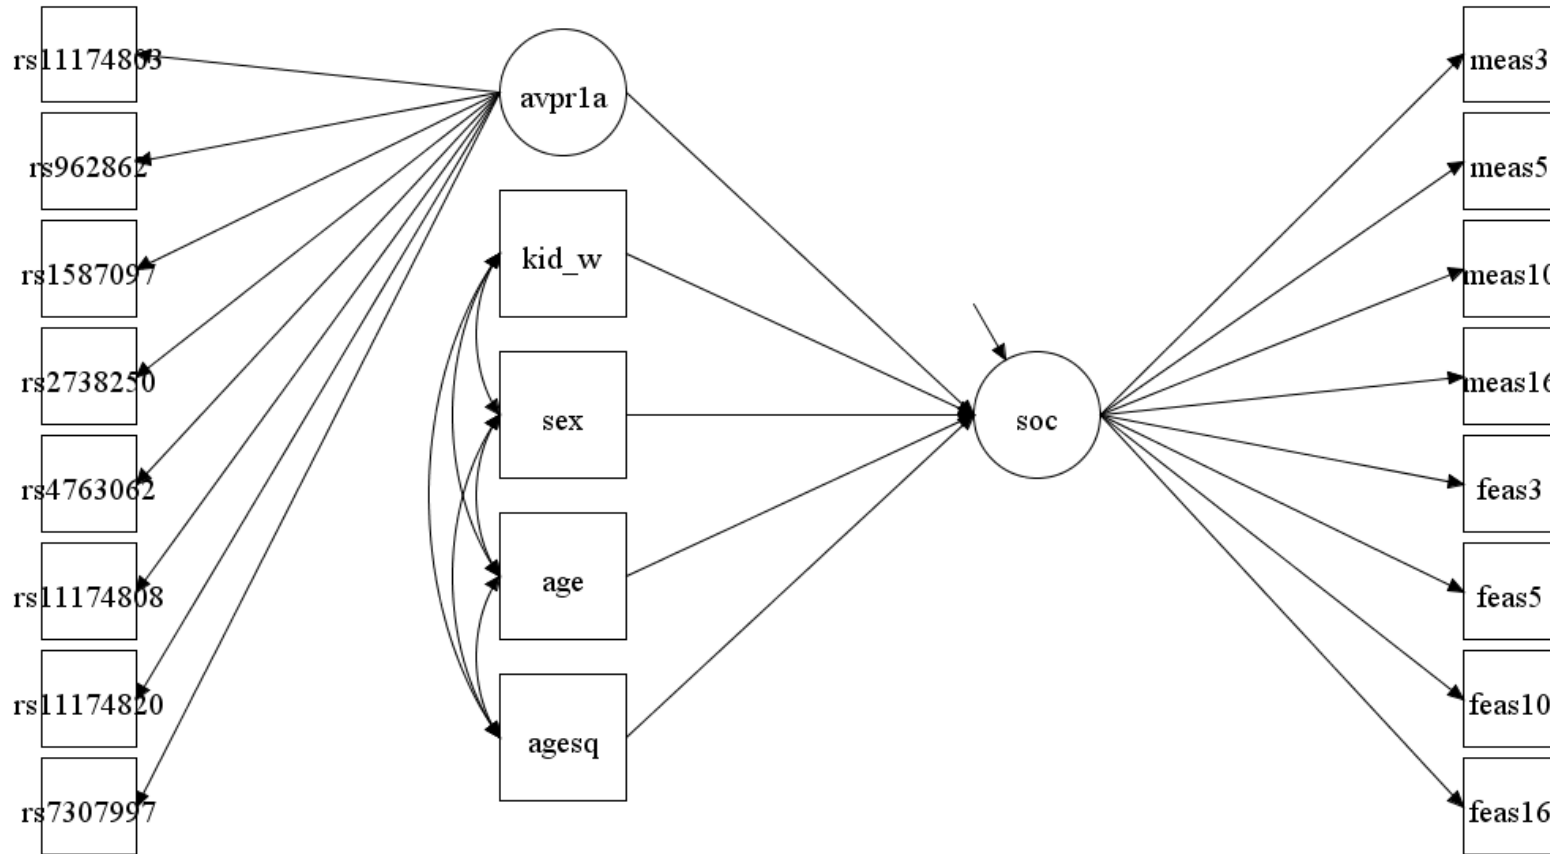 rs11174803
rs962862
rs1587097
rs2738250
rs4763062
rs11174808
rs11174820
rs7307997
avpr1a
kid_w
sex
age
agesq
soc
meas3
meas5
meas10
meas16
feas3
feas5
feas10
feas16